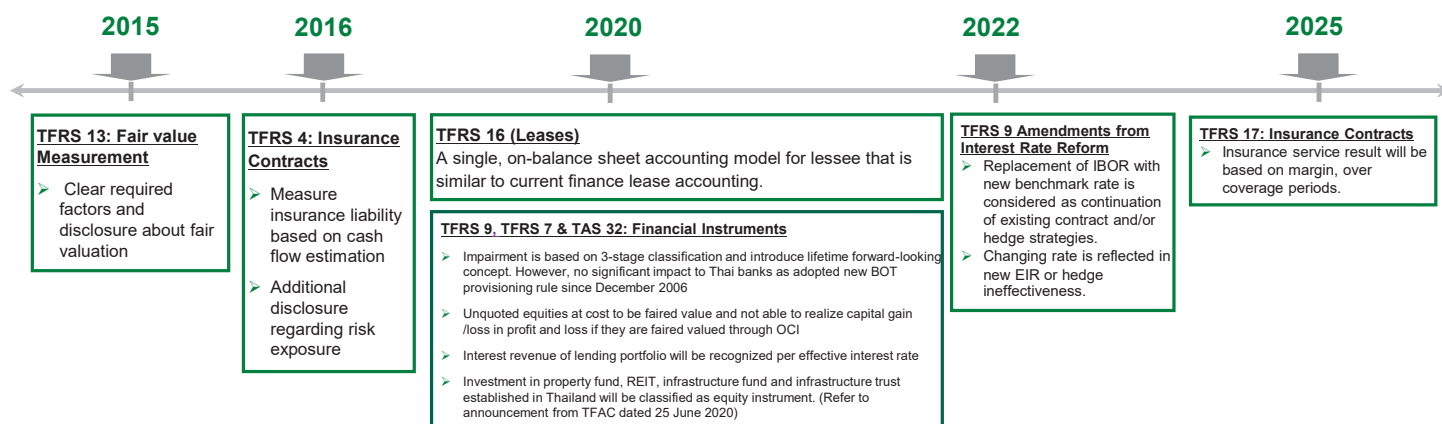 2015
2016
2020
2022
2025
TFRS 13: Fair value
Measurement
➢ Clear required
factors and
disclosure about fair
valuation
TFRS 4: Insurance
Contracts
➢ Measure
insurance liability
based on cash
flow estimation
➢ Additional
disclosure
regarding risk
exposure
TFRS 16 (Leases)
A single, on-balance sheet accounting model for lessee that is
similar to current finance lease accounting.
TFRS 9, TFRS 7 & TAS 32: Financial Instruments
➢ Impairment is based on 3-stage classification and introduce lifetime forward-looking
concept. However, no significant impact to Thai banks as adopted new BOT
provisioning rule since December 2006
➢ Unquoted equities at cost to be faired value and not able to realize capital gain
/loss in profit and loss if they are faired valued through OCI
➢ Interest revenue of lending portfolio will be recognized per effective interest rate
➢ Investment in property fund, REIT, infrastructure fund and infrastructure trust
established in Thailand will be classified as equity instrument. (Refer to
announcement from TFAC dated 25 June 2020)
TFRS 9 Amendments from
Interest Rate Reform
➢ Replacement of IBOR with
new benchmark rate is
considered as continuation
of existing contract and/or
hedge strategies.
➢ Changing rate is reflected in
new EIR or hedge
ineffectiveness.
TFRS 17: Insurance Contracts
➢ Insurance service result will be
based on margin, over
coverage periods.